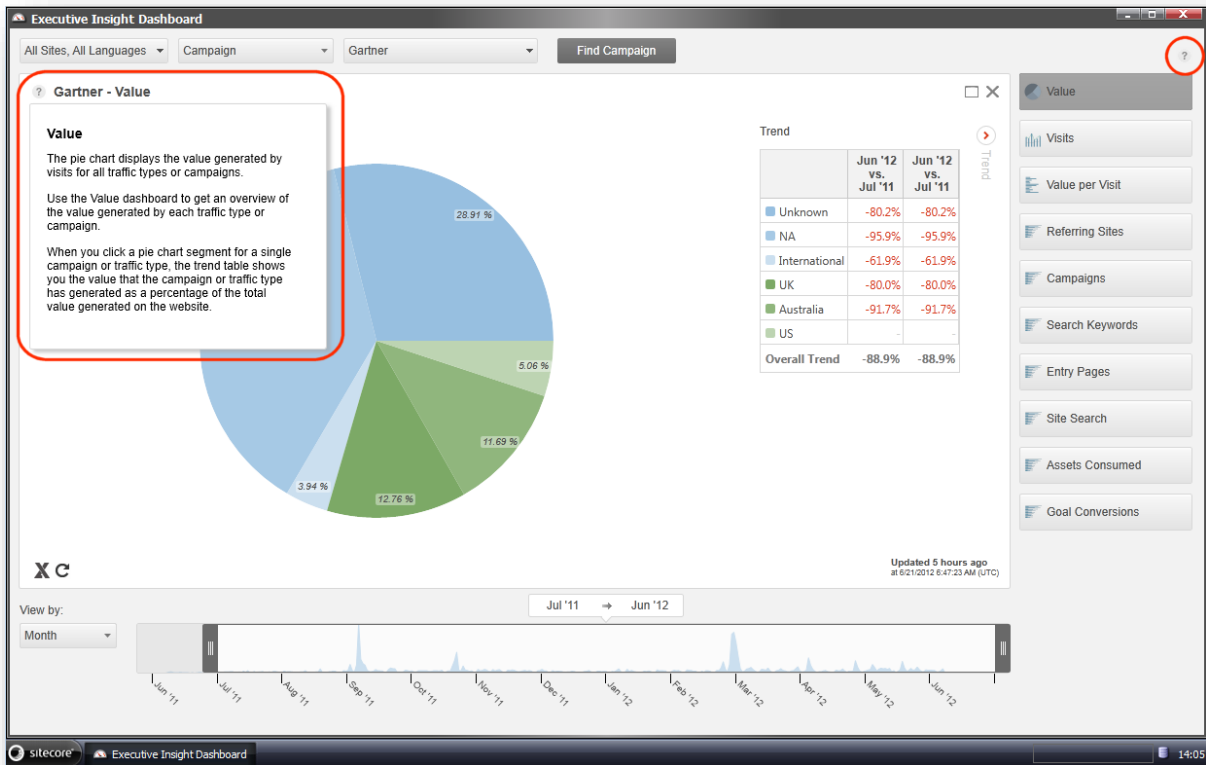 Executive Insight Dashboard
All Sites, All Languages
Campaign
Gartner
Find Campaign
?
? Gartner - Value
Value
The pie chart displays the value generated by
visits for all traffic types or campaigns.
Use the Value dashboard to get an overview of
the value generated by each traffic type or
campaign.
When you click a pie chart segment for a single
campaign or traffic type, the trend table shows
you the value that the campaign or traffic type
has generated as a percentage of the total
value generated on the website.
28.91 %
5.06 %
11.69 %
12.76 %
3.94 %
Trend
Trend
Jun '12 vs. Jul '11
Jun '12 vs. Jul '11
Unknown -80.2% -80.2%
NA -95.9% -95.9%
International -61.9% -61.9%
UK -80.0% -80.0%
Australia -91.7% -91.7%
US - -
Overall Trend -88.9% -88.9%
Value
Visits
Value per Visit
Referring Sites
Campaigns
Search Keywords
Entry Pages
Site Search
Assets Consumed
Goal Conversions
Updated 5 hours ago
at 6/21/2012 6:47:23 AM (UTC)
View by:
Month
Jul '11 → Jun '12
Jun '11
Jul '11
Aug '11
Sep '11
Oct '11
Nov '11
Dec '11
Jan '12
Feb '12
Mar '12
Apr '12
May '12
Jun '12
sitecore
Executive Insight Dashboard
14:05